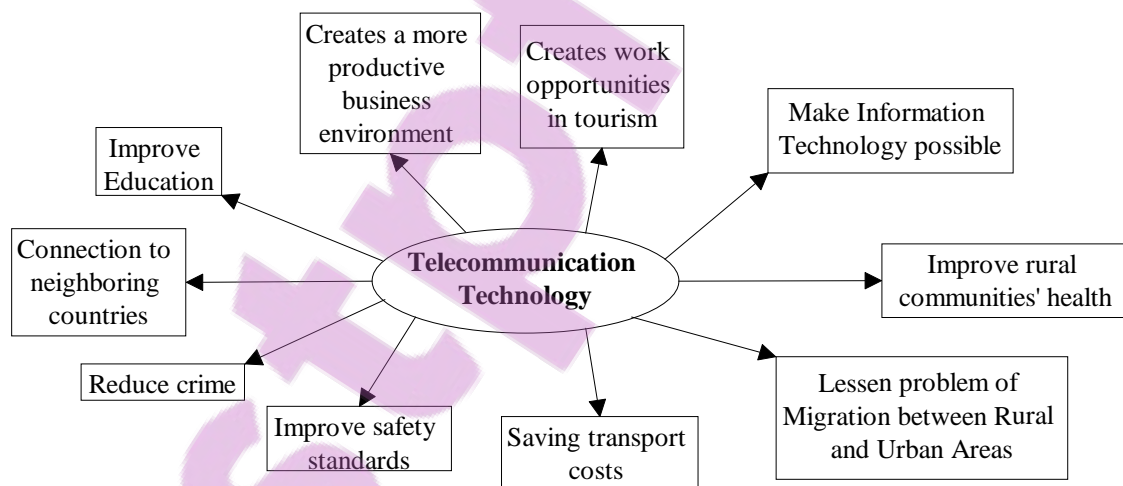 Creates a more
productive
business
environment
Creates work
opportunities
in tourism
Make Information
Technology possible
Improve
Education
Connection to
neighboring
countries
Telecommunication
Technology
Improve rural
communities' health
Reduce crime
Improve safety
standards
Saving transport
costs
Lessen problem of
Migration between Rural
and Urban Areas